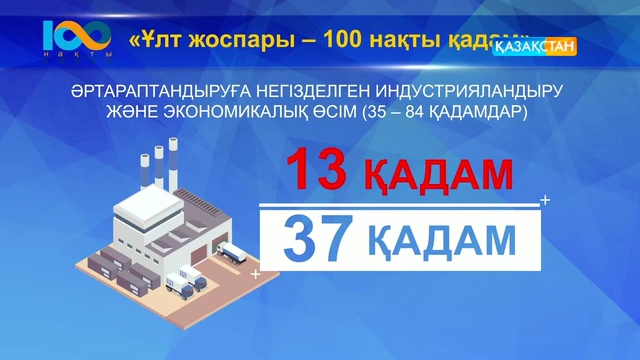 100
нақты
«Ұлт жоспары – 100 нақты қадам»
ҚАЗАҚСТАН
ӘРТАРАПТАНДЫРУҒА НЕГІЗДЕЛГЕН ИНДУСТРИЯЛАНДЫРУ
ЖӘНЕ ЭКОНОМИКАЛЫҚ ӨСІМ (35 – 84 ҚАДАМДАР)
13 ҚАДАМ
37 ҚАДАМ